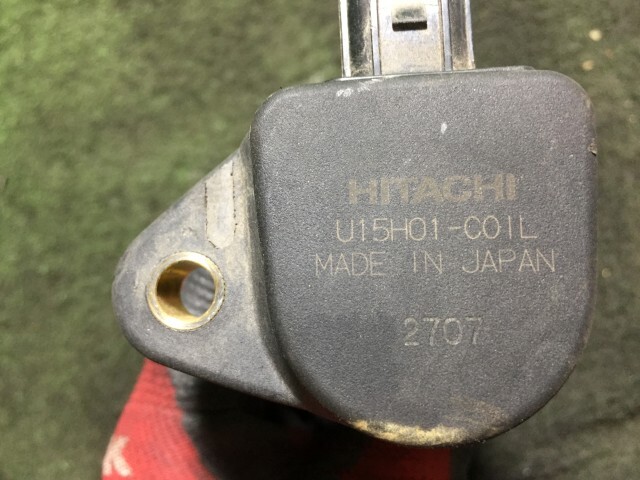 HITACHI
U15H01-COIL
MADE IN JAPAN
2707